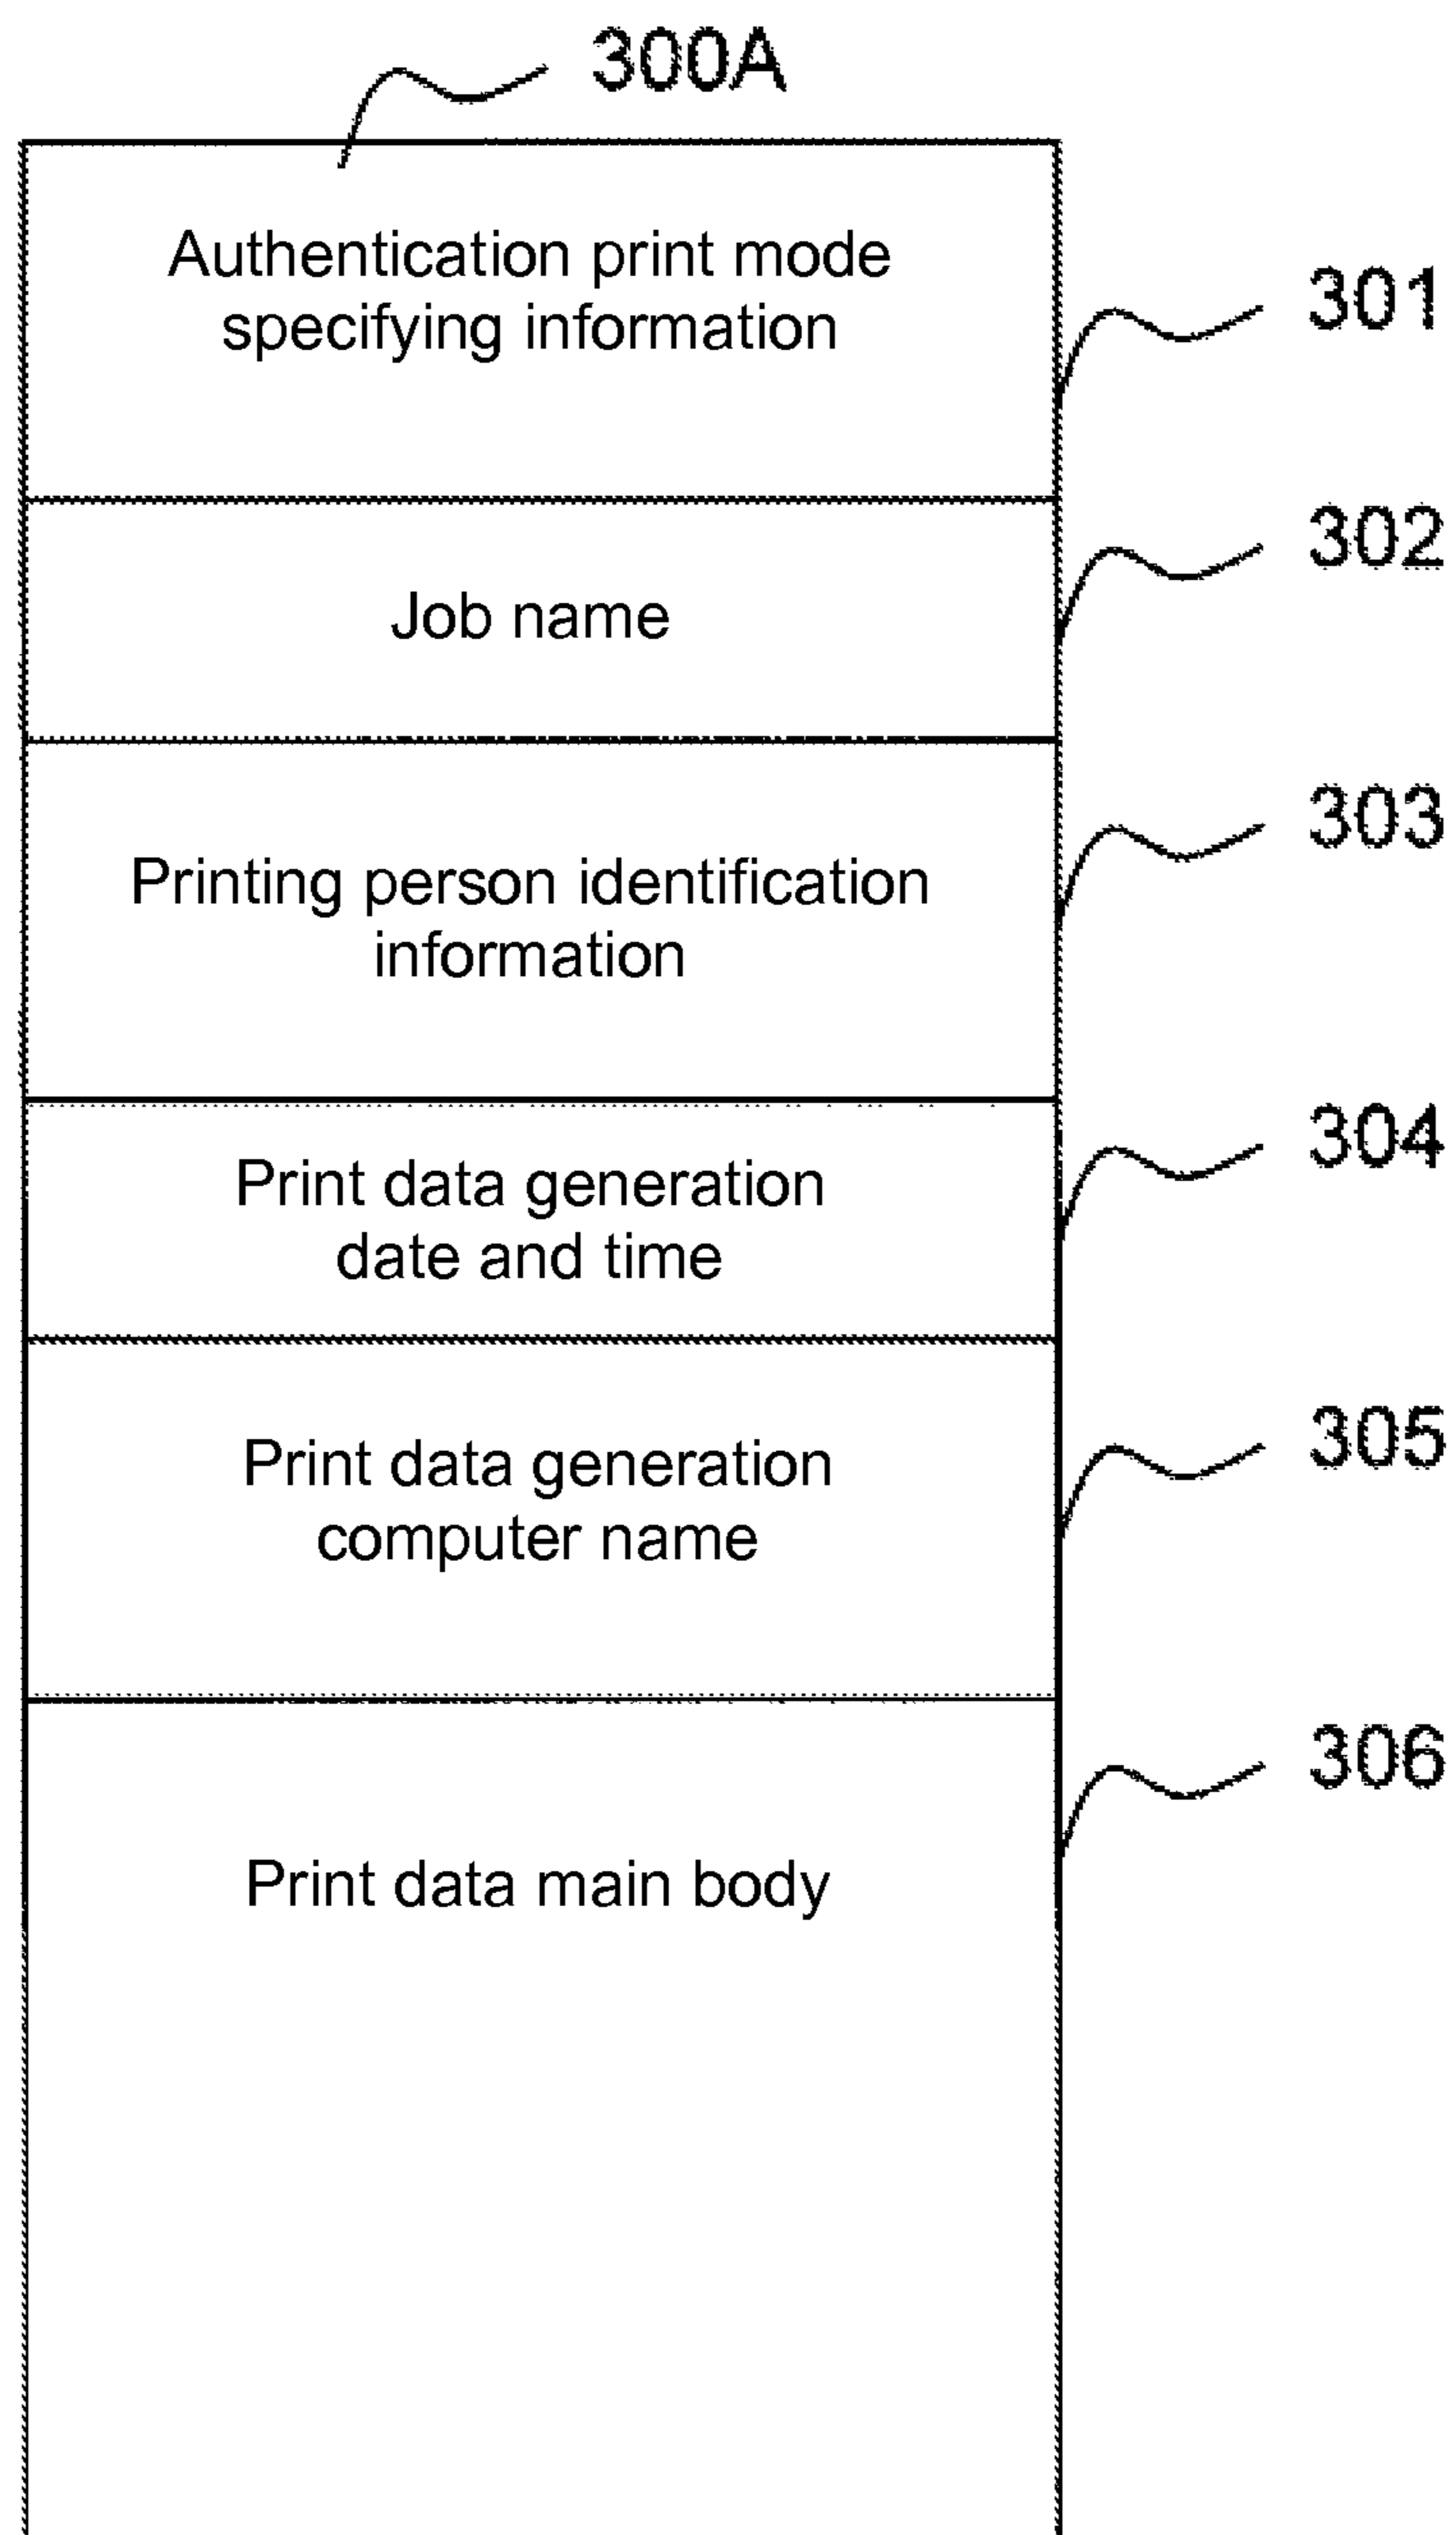 300A
Authentication print mode
specifying information
301
Job name
302
Printing person identification
information
303
Print data generation
date and time
304
Print data generation
computer name
305
Print data main body
306